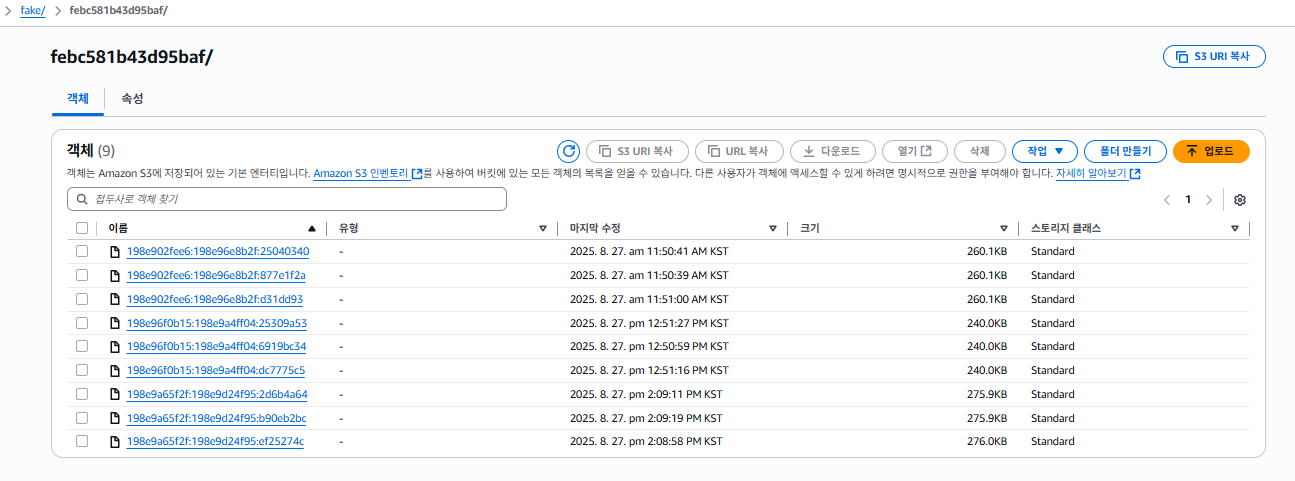 fake/ febc581b43d95baf/
febc581b43d95baf/
S3 URI 복사
객체 속성
객체 (9) S3 URI 복사 URL 복사 다운로드 열기 삭제 작업 폴더 만들기 업로드
객체는 Amazon S3에 저장되어 있는 기본 엔터티입니다. Amazon S3 인벤토리를 사용하여 버킷에 있는 모든 객체의 목록을 얻을 수 있습니다. 다른 사용자가 객체에 액세스할 수 있게 하려면 명시적으로 권한을 부여해야 합니다. 자세히 알아보기
접두사로 객체 찾기 1
이름 유형 마지막 수정 크기 스토리지 클래스
198e902fee6:198e96e8b2f:25040340 - 2025. 8. 27. am 11:50:41 AM KST 260.1KB Standard
198e902fee6:198e96e8b2f:877e1f2a - 2025. 8. 27. am 11:50:39 AM KST 260.1KB Standard
198e902fee6:198e96e8b2f:d31dd93 - 2025. 8. 27. am 11:51:00 AM KST 260.1KB Standard
198e96f0b15:198e9a4ff04:25309a53 - 2025. 8. 27. pm 12:51:27 PM KST 240.0KB Standard
198e96f0b15:198e9a4ff04:6919bc34 - 2025. 8. 27. pm 12:50:59 PM KST 240.0KB Standard
198e96f0b15:198e9a4ff04:dc7775c5 - 2025. 8. 27. pm 12:51:16 PM KST 240.0KB Standard
198e9a65f2f:198e9d24f95:2d6b4a64 - 2025. 8. 27. pm 2:09:11 PM KST 275.9KB Standard
198e9a65f2f:198e9d24f95:b90eb2bc - 2025. 8. 27. pm 2:09:19 PM KST 275.9KB Standard
198e9a65f2f:198e9d24f95:ef25274c - 2025. 8. 27. pm 2:08:58 PM KST 276.0KB Standard